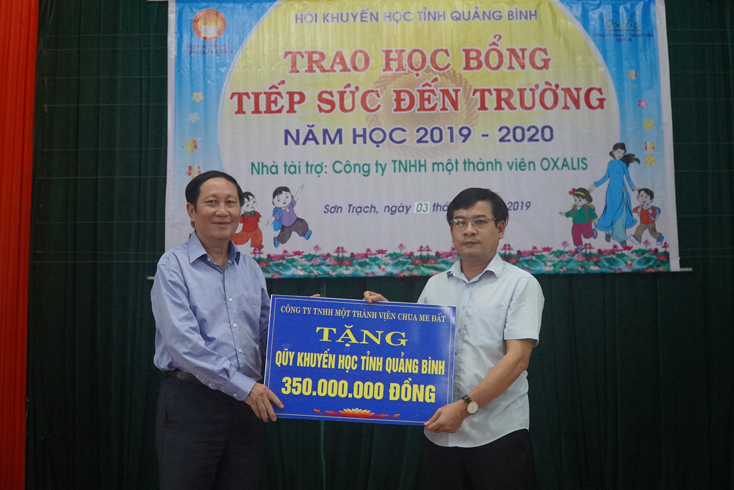 HỘI KHUYẾN HỌC TỈNH QUẢNG BÌNH
TRAO HỌC BỔNG
TIẾP SỨC ĐẾN TRƯỜNG
NĂM HỌC 2019 - 2020
Nhà tài trợ: Công ty TNHH một thành viên OXALIS
Sơn Trạch, ngày 03 thá 2019
CÔNG TY TNHH MỘT THÀNH VIÊN CHUA ME ĐẤT
TẶNG
QŨY KHUYẾN HỌC TỈNH QUẢNG BÌNH
350.000.000 ĐỒNG